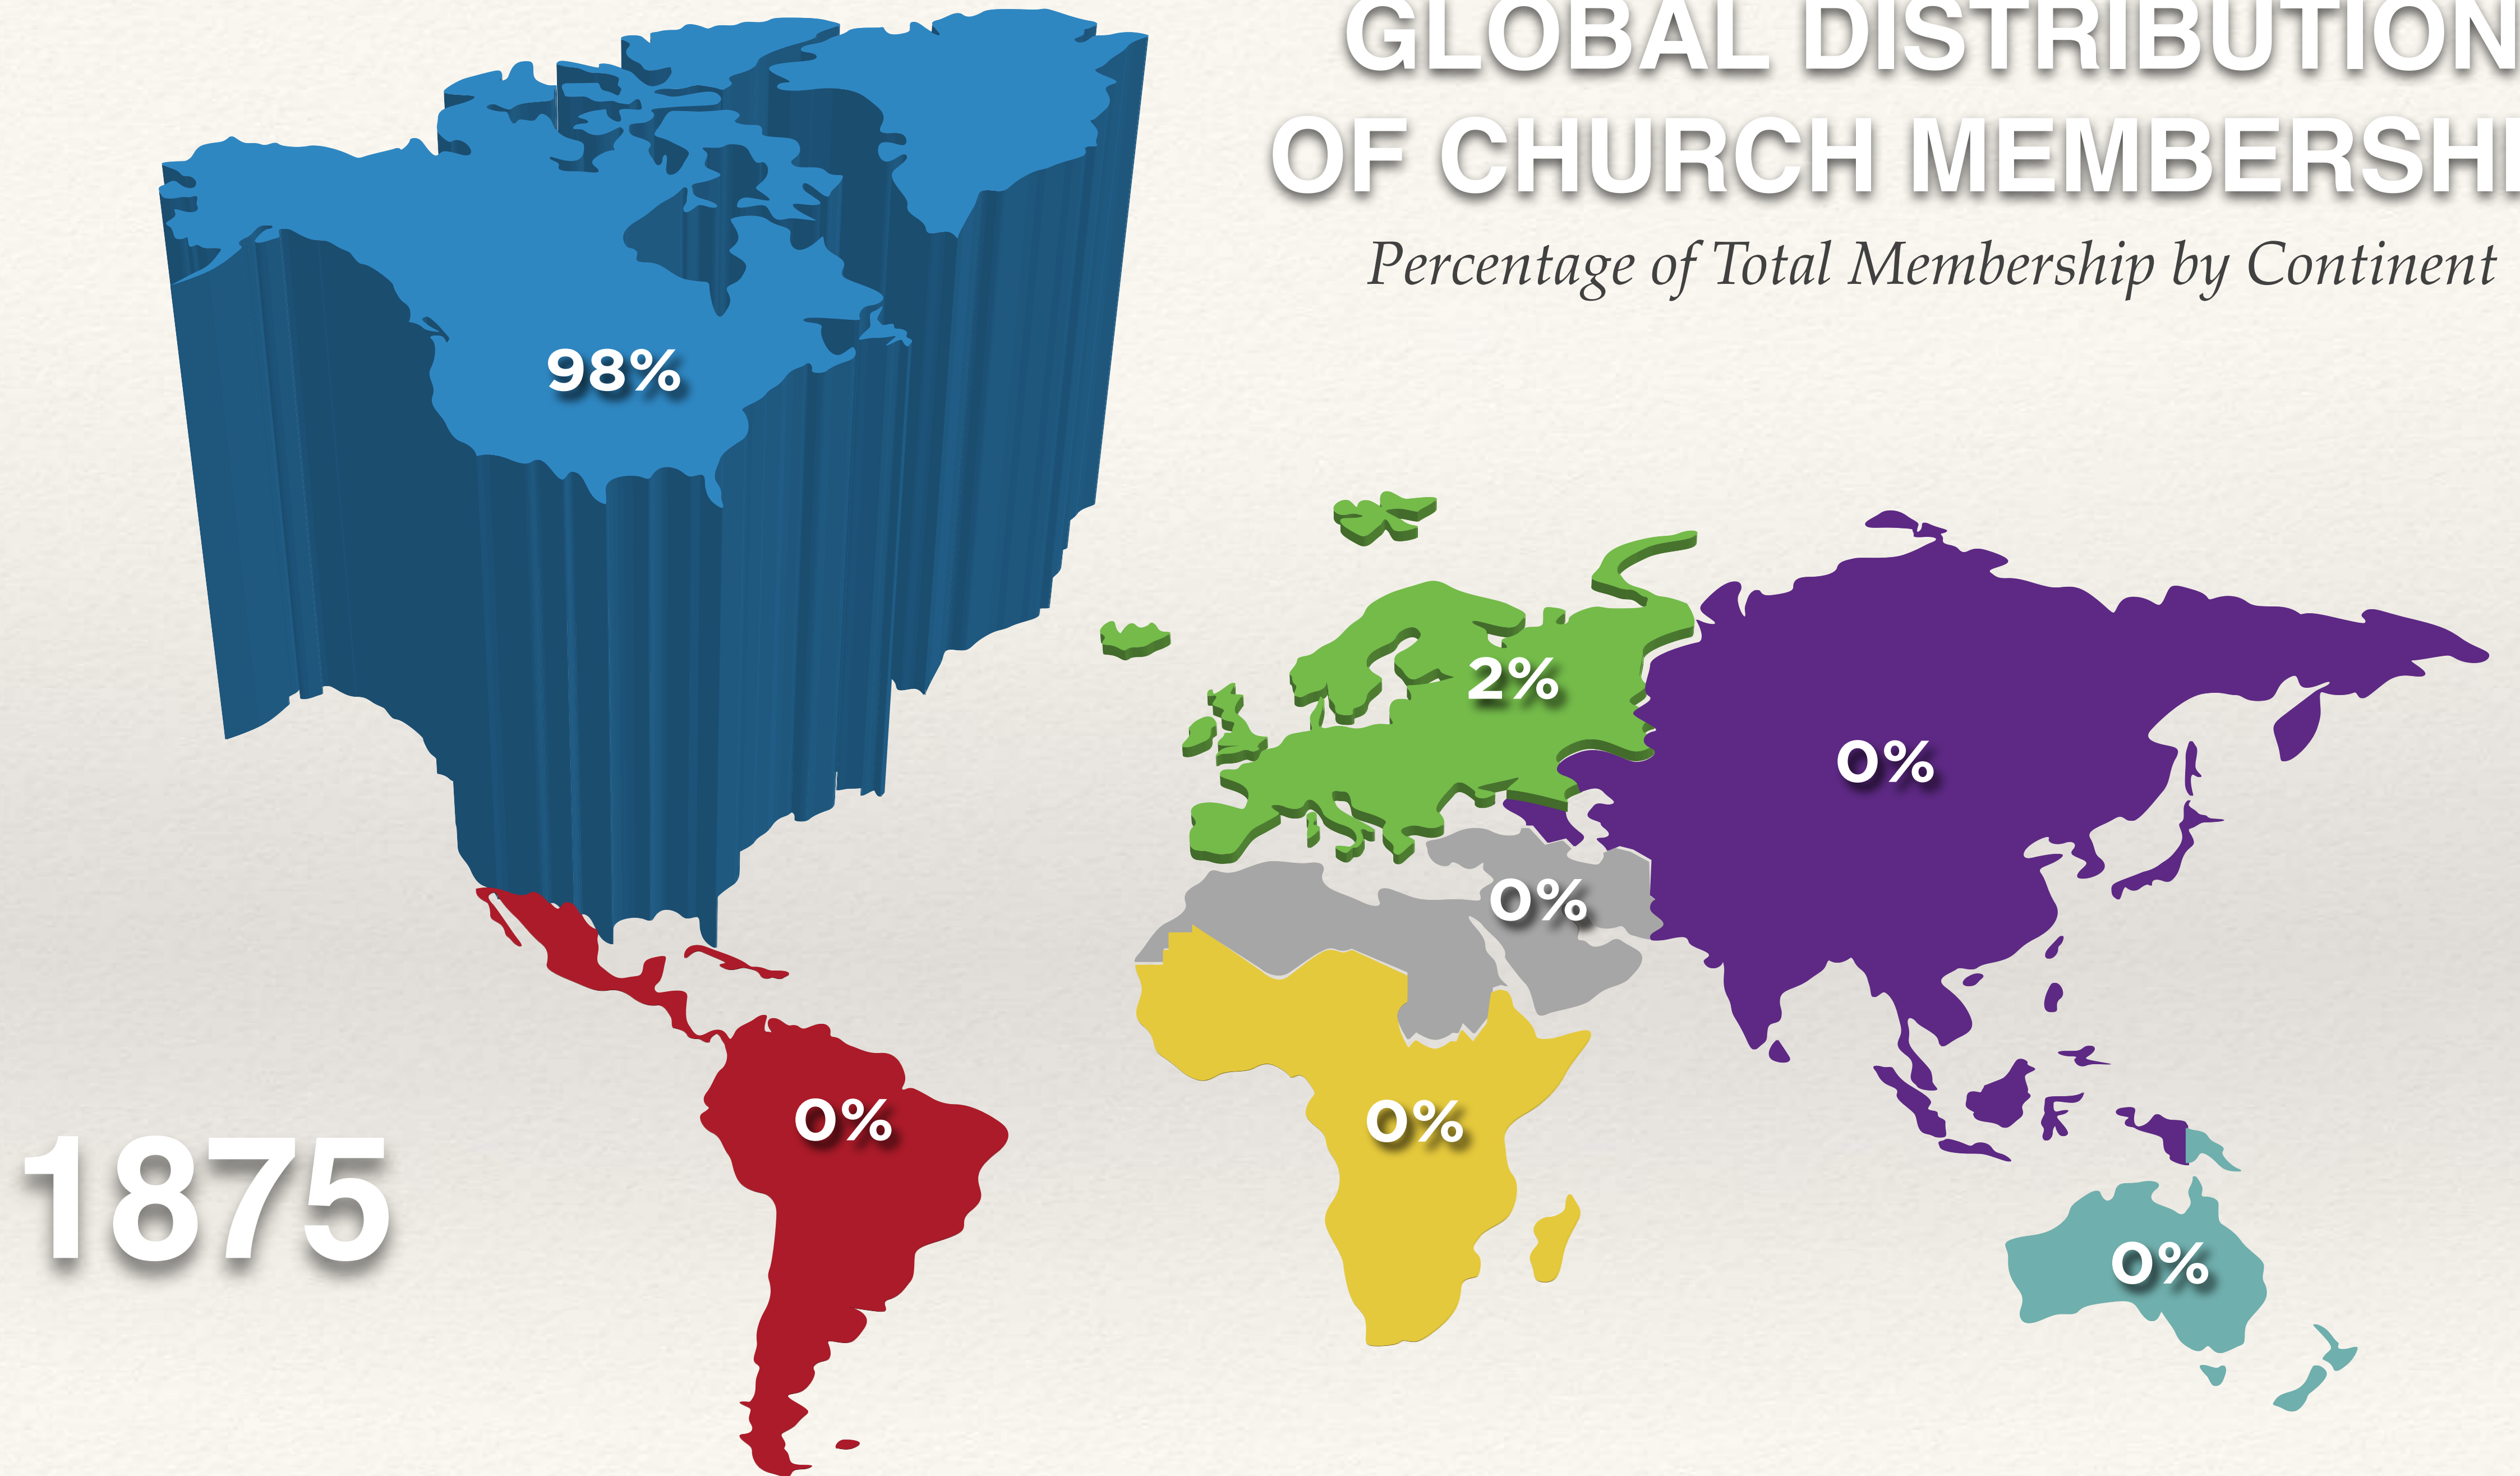 GLOBAL DISTRIBUTION
OF CHURCH MEMBERSHI
Percentage of Total Membership by Continent
98%
2%
0%
0%
0%
0%
0%
1875